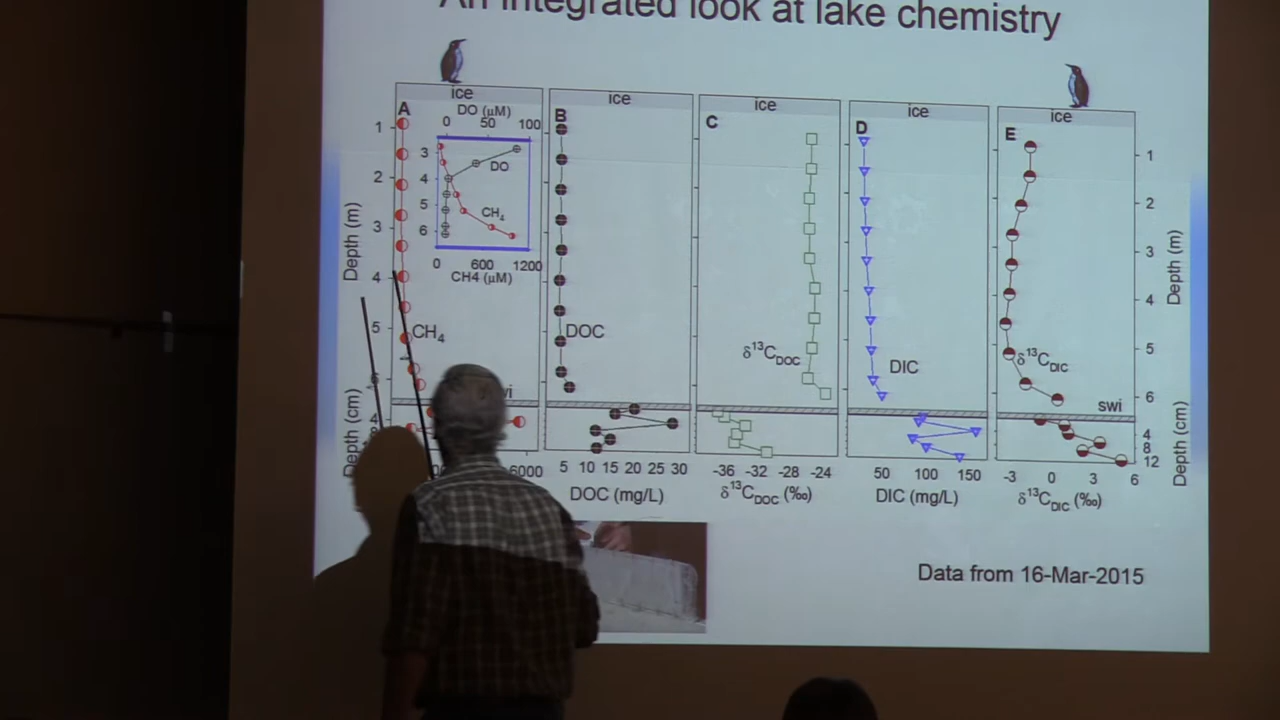 An integrated look at lake chemistry
ice
ice
ice
ice
ice
A
B
C
D
E
DO (μM)
0 50 100
3
4
5
6
DO
CH₄
0 600 1200
CH4 (μM)
1
2
3
4
5
Depth (m)
Depth (cm)
CH₄
DOC
δ¹³C_DOC
DIC
δ¹³C_DIC
swi
1
2
3
4
5
6
Depth (m)
4
8
12
Depth (cm)
6000
5 10 15 20 25 30
DOC (mg/L)
-36 -32 -28 -24
δ¹³C_DOC (‰)
50 100 150
DIC (mg/L)
-3 0 3 6
δ¹³C_DIC (‰)
Data from 16-Mar-2015